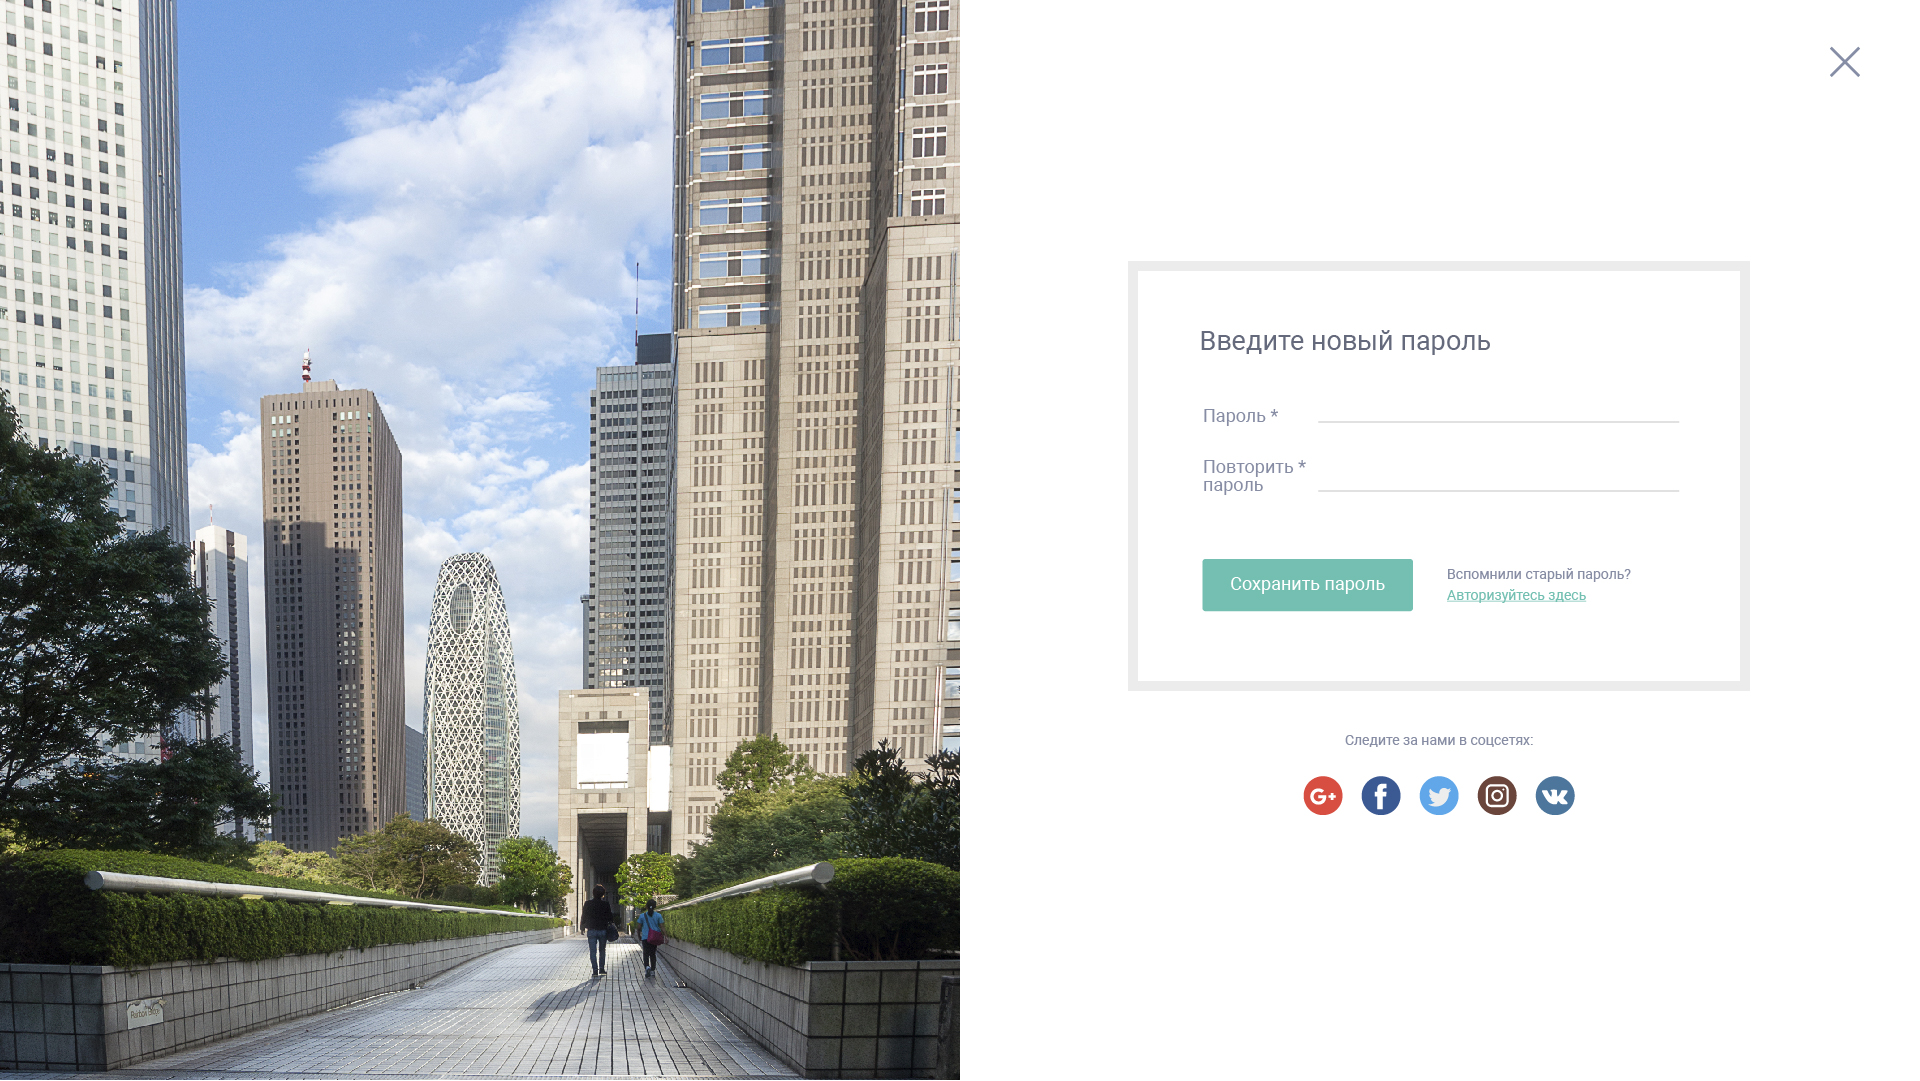 Введите новый пароль
Пароль *
Повторить *
пароль
Сохранить пароль
Вспомнили старый пароль?
Авторизуйтесь здесь
Следите за нами в соцсетях: